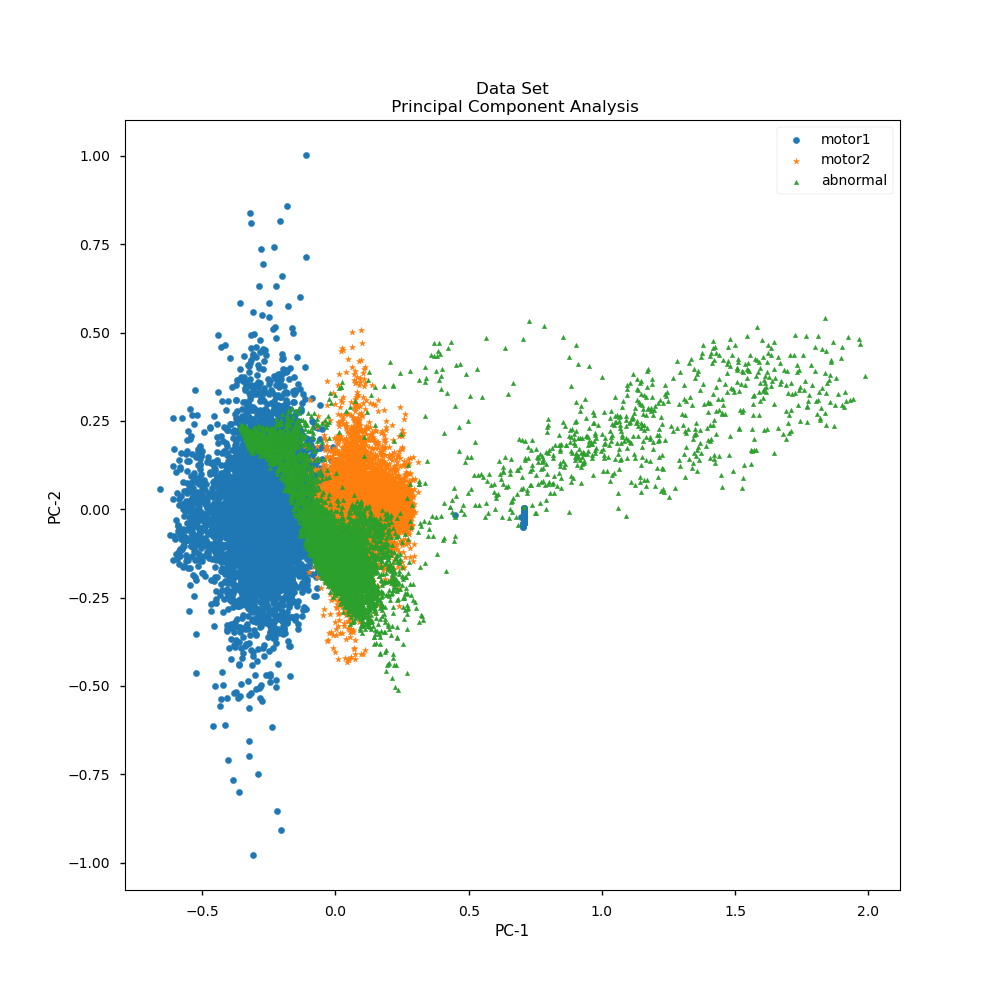 Data Set
Principal Component Analysis
motor1
motor2
abnormal
1.00
0.75
0.50
0.25
0.00
−0.25
−0.50
−0.75
−1.00
PC-2
−0.5 0.0 0.5 1.0 1.5 2.0
PC-1